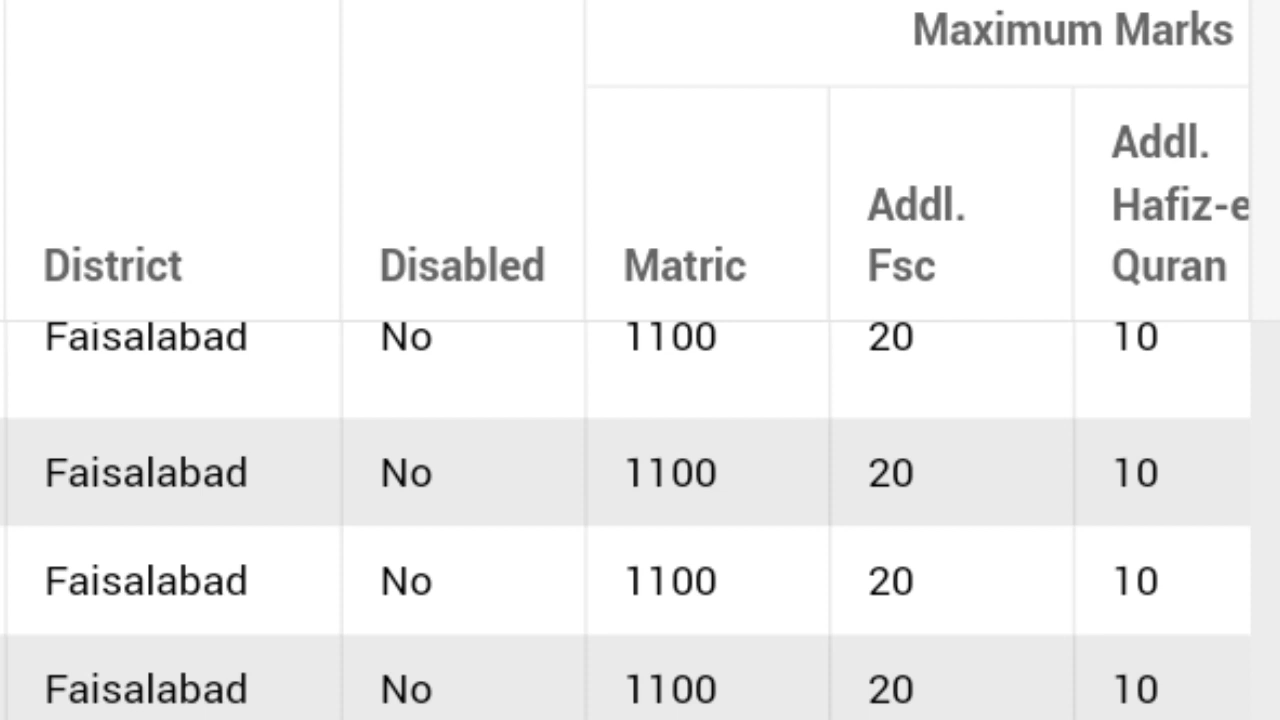 Maximum Marks
District Disabled Matric Addl. Fsc Addl. Hafiz-e Quran
Faisalabad No 1100 20 10
Faisalabad No 1100 20 10
Faisalabad No 1100 20 10
Faisalabad No 1100 20 10